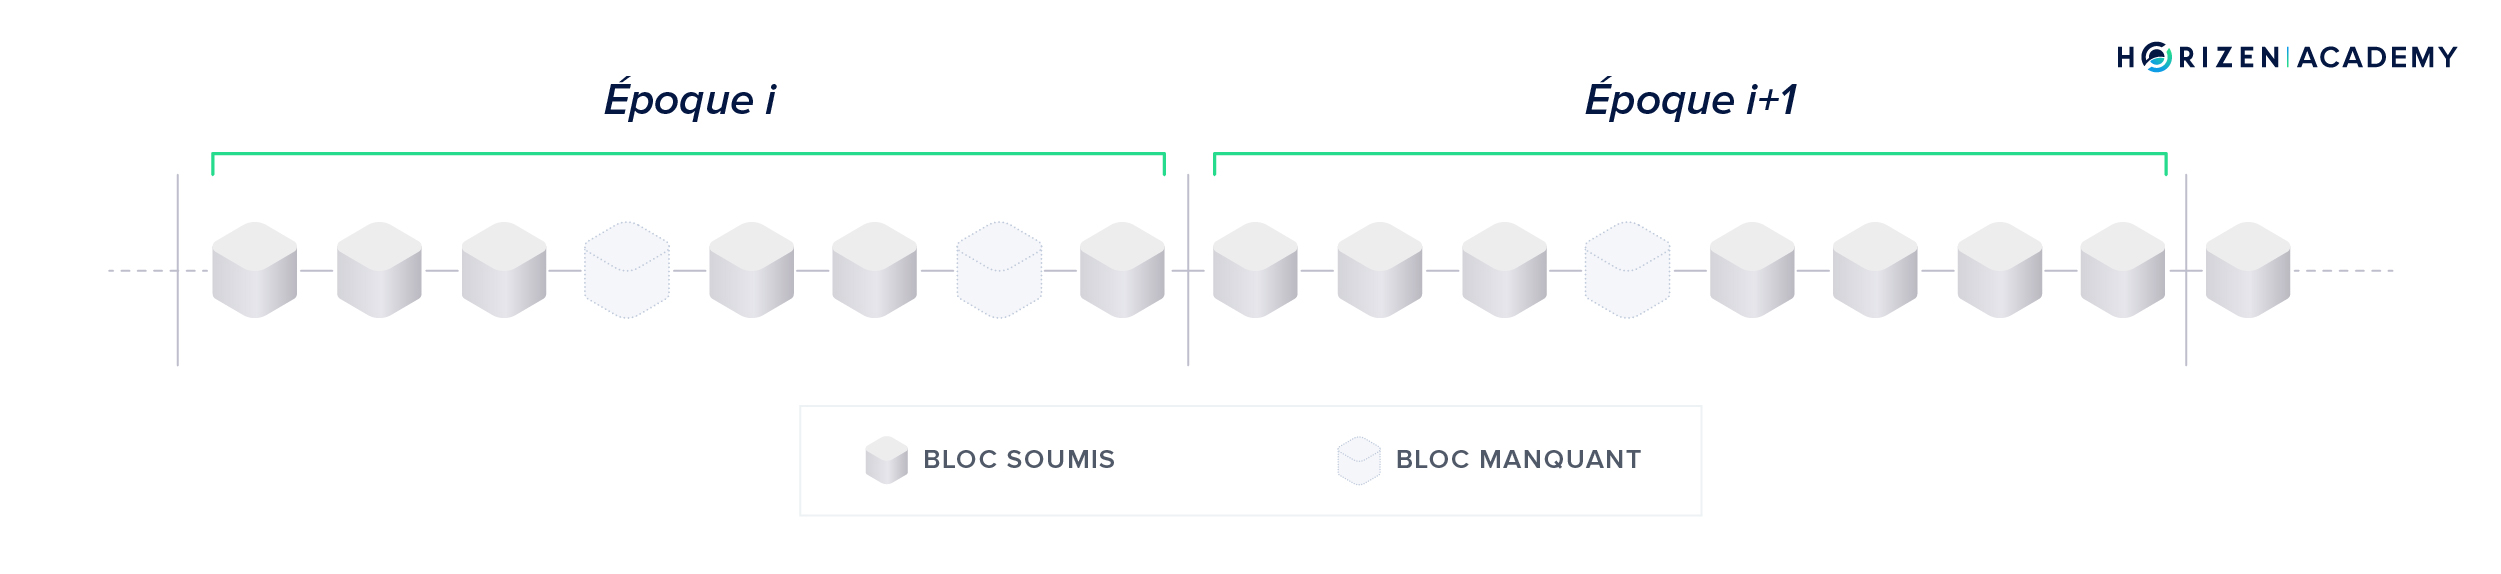 HORIZEN | ACADEMY
Époque i
Époque i+1
BLOC SOUMIS
BLOC MANQUANT